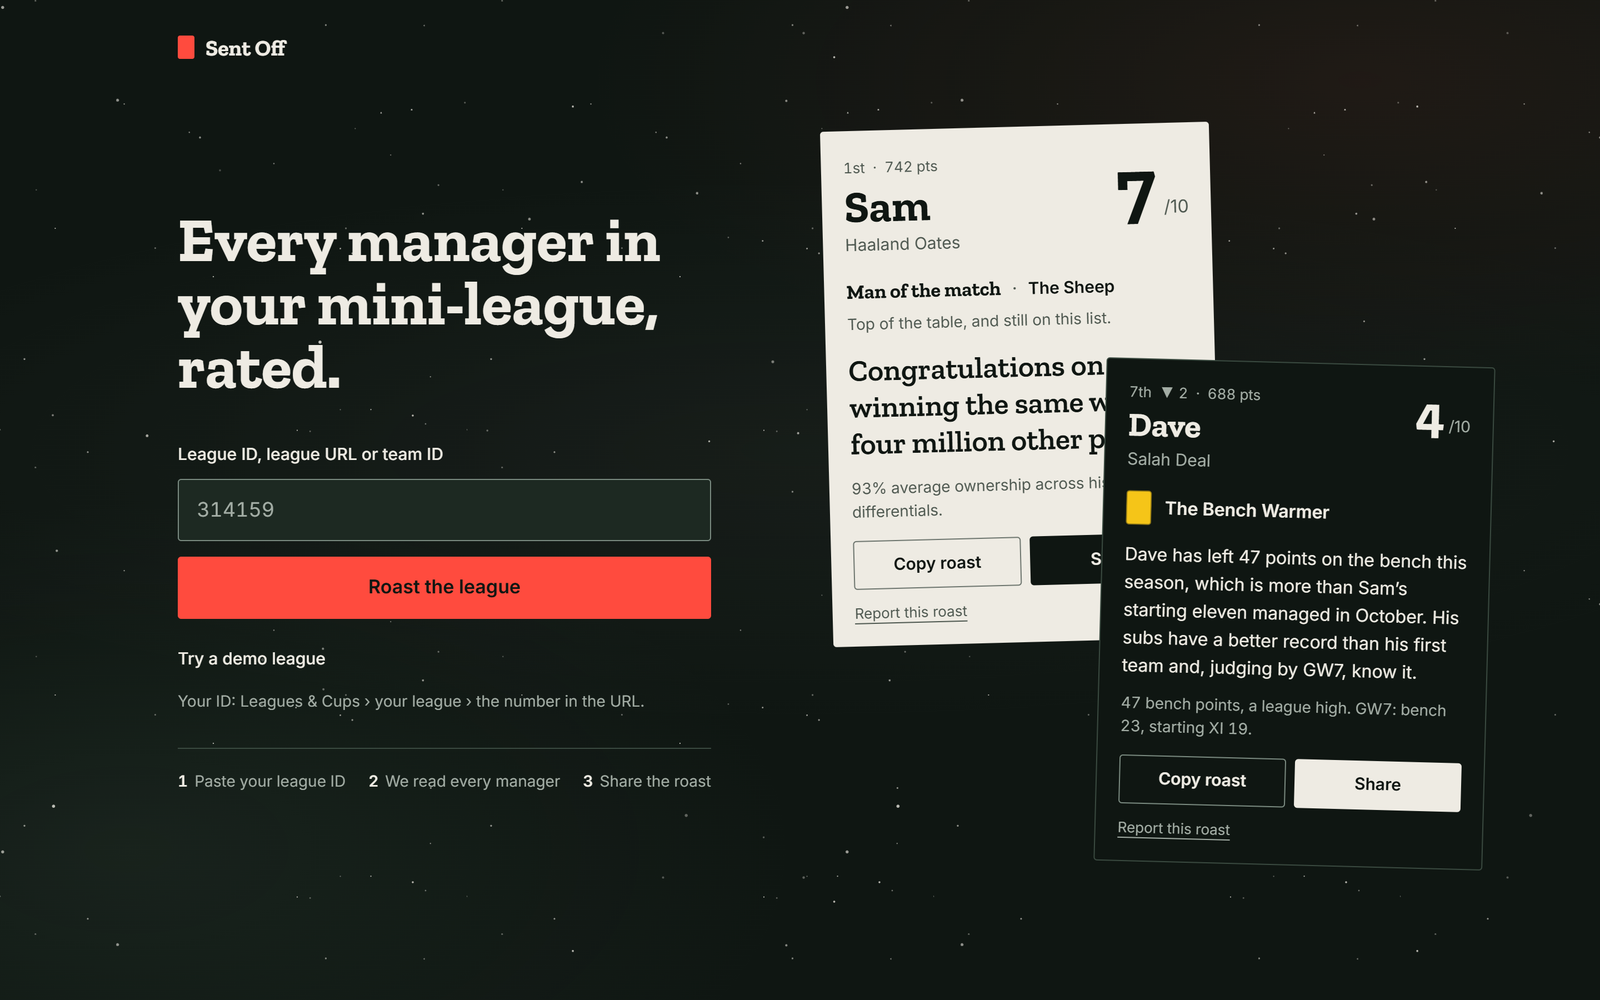 Sent Off
Every manager in
your mini-league,
rated.
League ID, league URL or team ID
314159
Roast the league
Try a demo league
Your ID: Leagues & Cups › your league › the number in the URL.
1 Paste your league ID 2 We read every manager 3 Share the roast
1st · 742 pts
Sam
7 /10
Haaland Oates
Man of the match · The Sheep
Top of the table, and still on this list.
Congratulations on
winning the same
four million other
93% average ownership across
differentials.
Copy roast
Report this roast
7th ▼ 2 · 688 pts
Dave
4 /10
Salah Deal
The Bench Warmer
Dave has left 47 points on the bench this
season, which is more than Sam’s
starting eleven managed in October. His
subs have a better record than his first
team and, judging by GW7, know it.
47 bench points, a league high. GW7: bench
23, starting XI 19.
Copy roast
Share
Report this roast